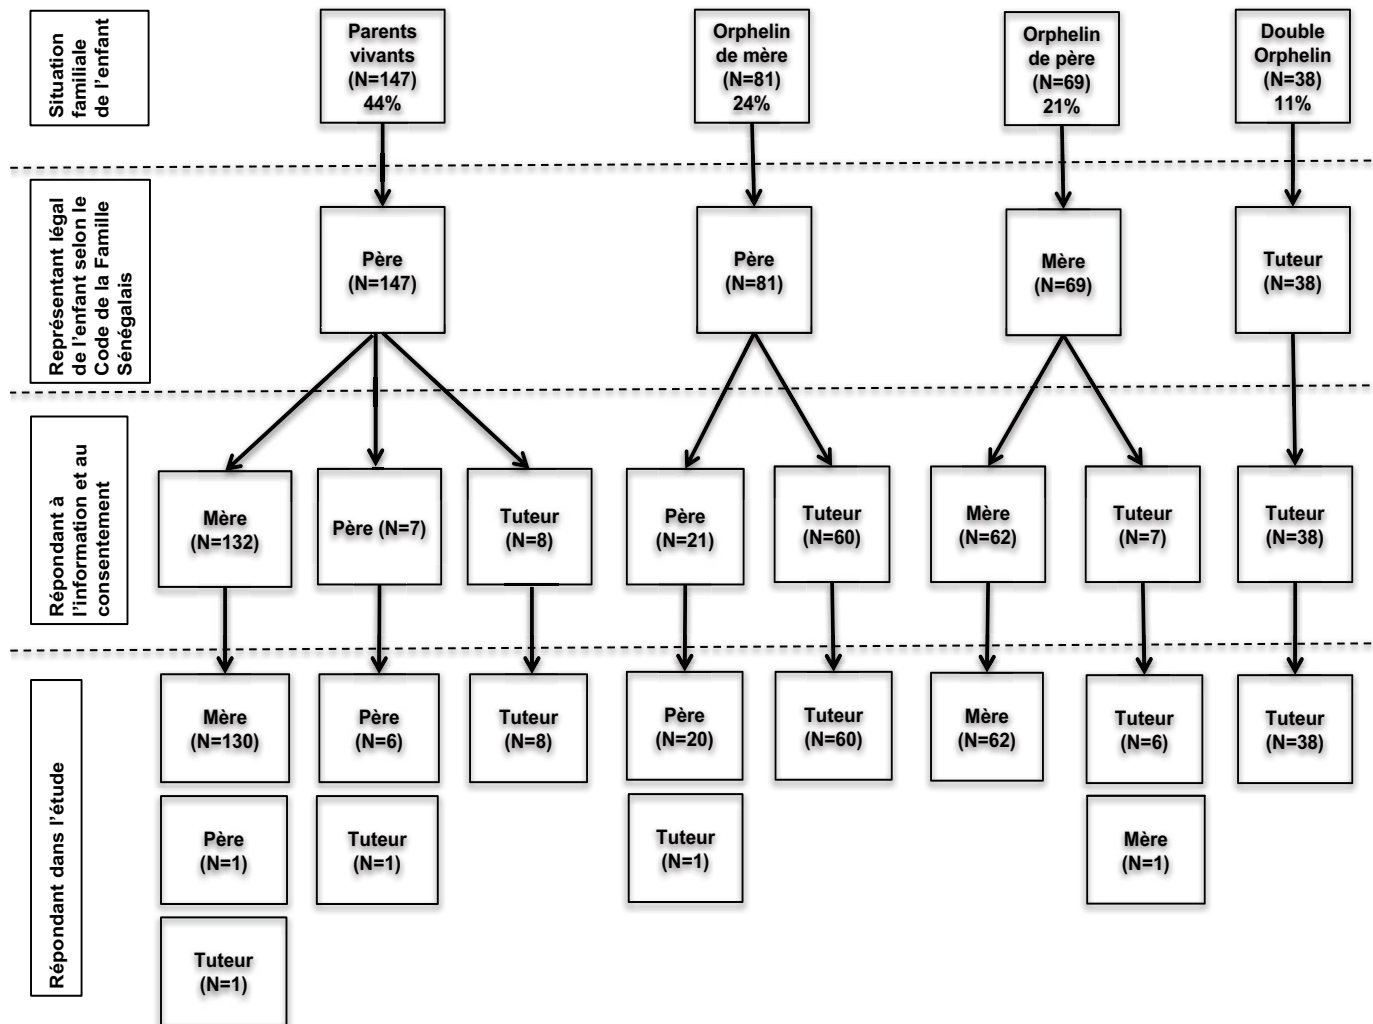 Situation
familiale
de l'enfant
Parents
vivants
(N=147)
44%
Orphelin
de mère
(N=81)
24%
Orphelin
de père
(N=69)
21%
Double
Orphelin
(N=38)
11%
Représentant légal
de l'enfant selon le
Code de la Famille
Sénégalais
Père
(N=147)
Père
(N=81)
Mère
(N=69)
Tuteur
(N=38)
Répondant à
l'information et au
consentement
Mère
(N=132)
Père (N=7)
Tuteur
(N=8)
Père
(N=21)
Tuteur
(N=60)
Mère
(N=62)
Tuteur
(N=7)
Tuteur
(N=38)
Répondant dans l'étude
Mère
(N=130)
Père
(N=6)
Tuteur
(N=8)
Père
(N=20)
Tuteur
(N=60)
Mère
(N=62)
Tuteur
(N=6)
Tuteur
(N=38)
Père
(N=1)
Tuteur
(N=1)
Tuteur
(N=1)
Mère
(N=1)
Tuteur
(N=1)